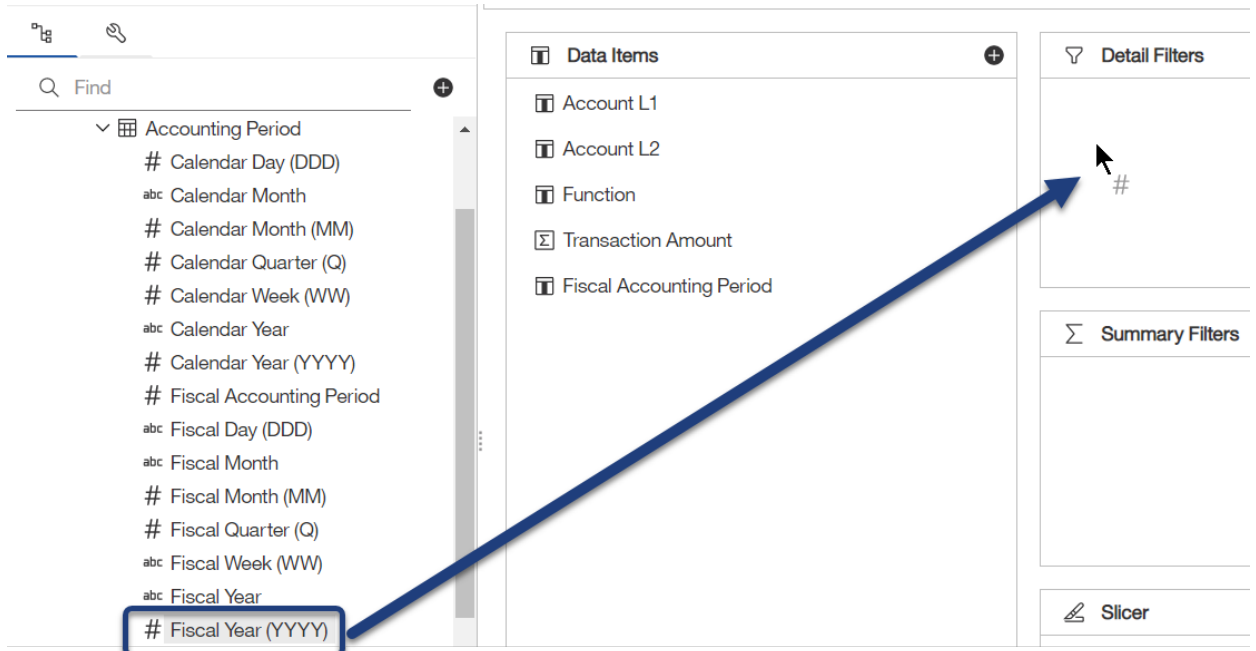 Find
Accounting Period
# Calendar Day (DDD)
abc Calendar Month
# Calendar Month (MM)
# Calendar Quarter (Q)
# Calendar Week (WW)
abc Calendar Year
# Calendar Year (YYYY)
# Fiscal Accounting Period
abc Fiscal Day (DDD)
abc Fiscal Month
# Fiscal Month (MM)
# Fiscal Quarter (Q)
abc Fiscal Week (WW)
abc Fiscal Year
# Fiscal Year (YYYY)
Data Items
Account L1
Account L2
Function
Σ Transaction Amount
Fiscal Accounting Period
Detail Filters
#
Σ Summary Filters
Slicer